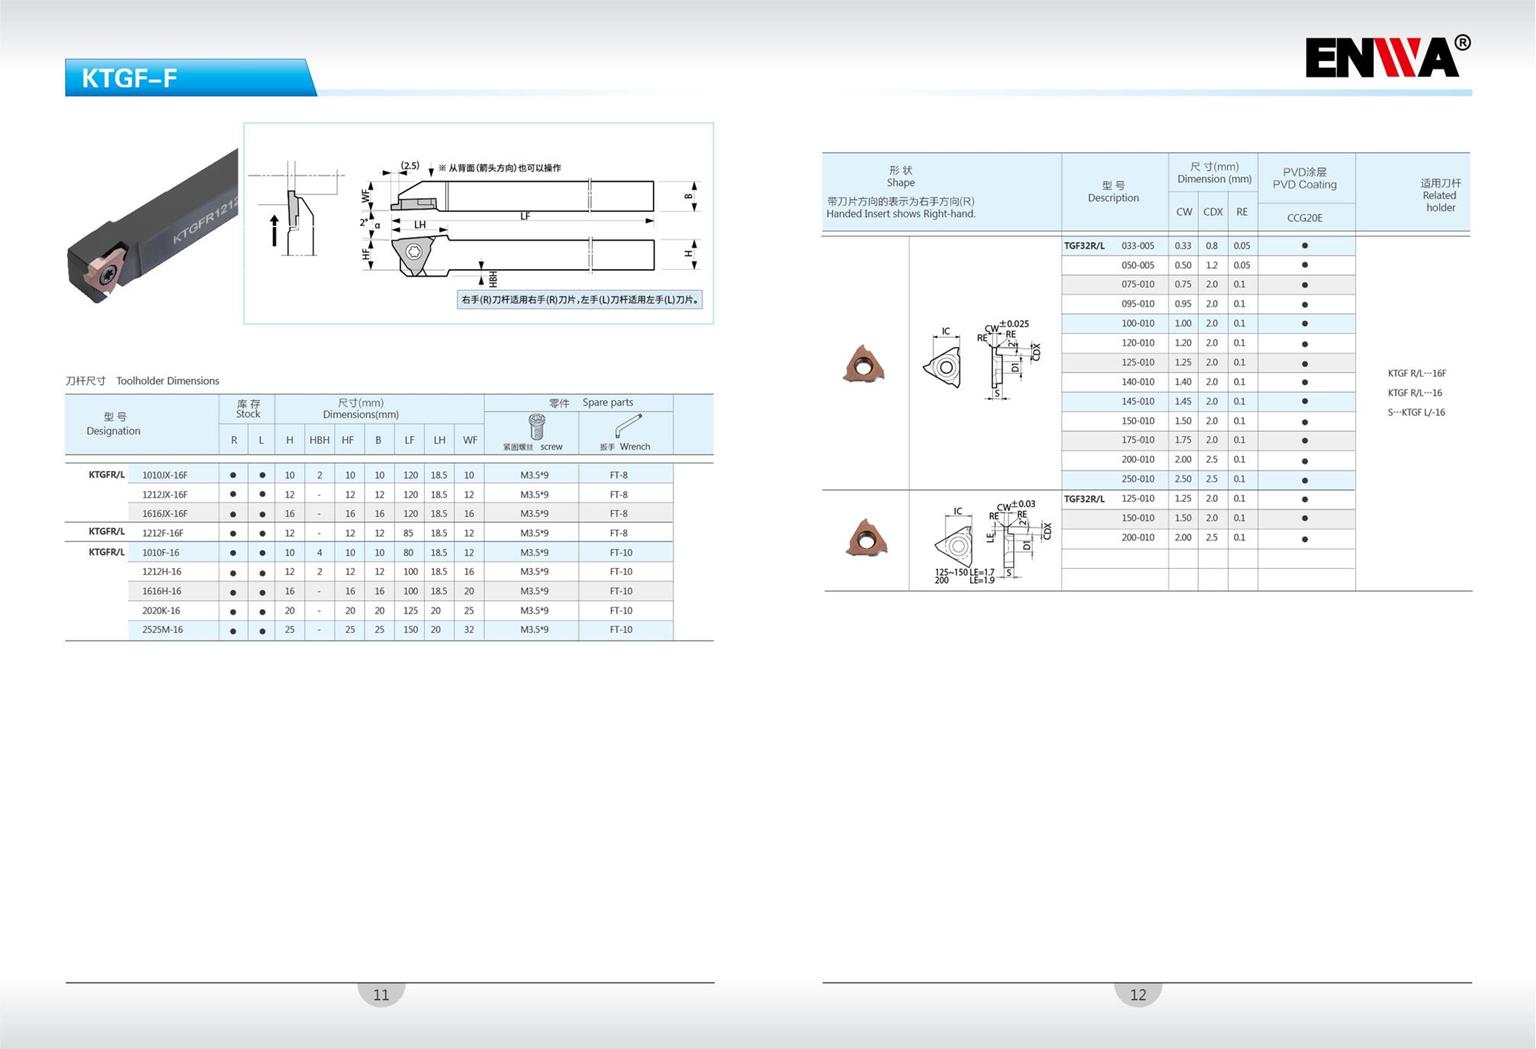 KTGF-F
ENWA®
KTGFR1212
(2.5)
※ 从背面(箭头方向)也可以操作
WF
B
LF
2°
α
LH
HF
H
HBH
右手(R)刀杆适用右手(R)刀片,左手(L)刀杆适用左手(L)刀片。
刀杆尺寸 Toolholder Dimensions
型 号 库 存 尺寸(mm) 零件 Spare parts
Designation Stock Dimensions(mm)
R L H HBH HF B LF LH WF 紧固螺丝 screw 扳手 Wrench
KTGFR/L 1010JX-16F ● ● 10 2 10 10 120 18.5 10 M3.5*9 FT-8
1212JX-16F ● ● 12 - 12 12 120 18.5 12 M3.5*9 FT-8
1616JX-16F ● ● 16 - 16 16 120 18.5 16 M3.5*9 FT-8
KTGFR/L 1212F-16F ● ● 12 - 12 12 85 18.5 12 M3.5*9 FT-8
KTGFR/L 1010F-16 ● ● 10 4 10 10 80 18.5 12 M3.5*9 FT-10
1212H-16 ● ● 12 2 12 12 100 18.5 16 M3.5*9 FT-10
1616H-16 ● ● 16 - 16 16 100 18.5 20 M3.5*9 FT-10
2020K-16 ● ● 20 - 20 20 125 20 25 M3.5*9 FT-10
2525M-16 ● ● 25 - 25 25 150 20 32 M3.5*9 FT-10
11
形 状
Shape
带刀片方向的表示为右手方向(R)
Handed Insert shows Right-hand.
型 号
Description
尺 寸(mm)
Dimension (mm)
CW CDX RE
PVD涂层
PVD Coating
CCG20E
适用刀杆
Related
holder
TGF32R/L 033-005 0.33 0.8 0.05 ●
050-005 0.50 1.2 0.05 ●
075-010 0.75 2.0 0.1 ●
095-010 0.95 2.0 0.1 ●
100-010 1.00 2.0 0.1 ●
120-010 1.20 2.0 0.1 ●
125-010 1.25 2.0 0.1 ●
140-010 1.40 2.0 0.1 ●
145-010 1.45 2.0 0.1 ●
150-010 1.50 2.0 0.1 ●
175-010 1.75 2.0 0.1 ●
200-010 2.00 2.5 0.1 ●
250-010 2.50 2.5 0.1 ●
TGF32R/L 125-010 1.25 2.0 0.1 ●
150-010 1.50 2.0 0.1 ●
200-010 2.00 2.5 0.1 ●
IC
CW±0.025
RE RE
2°
CDX
D1
S
IC
CW±0.03
RE RE
2°
CDX
LE
D1
S
125~150 LE=1.7
200 LE=1.9
KTGF R/L···16F
KTGF R/L···16
S···KTGF L/-16
12